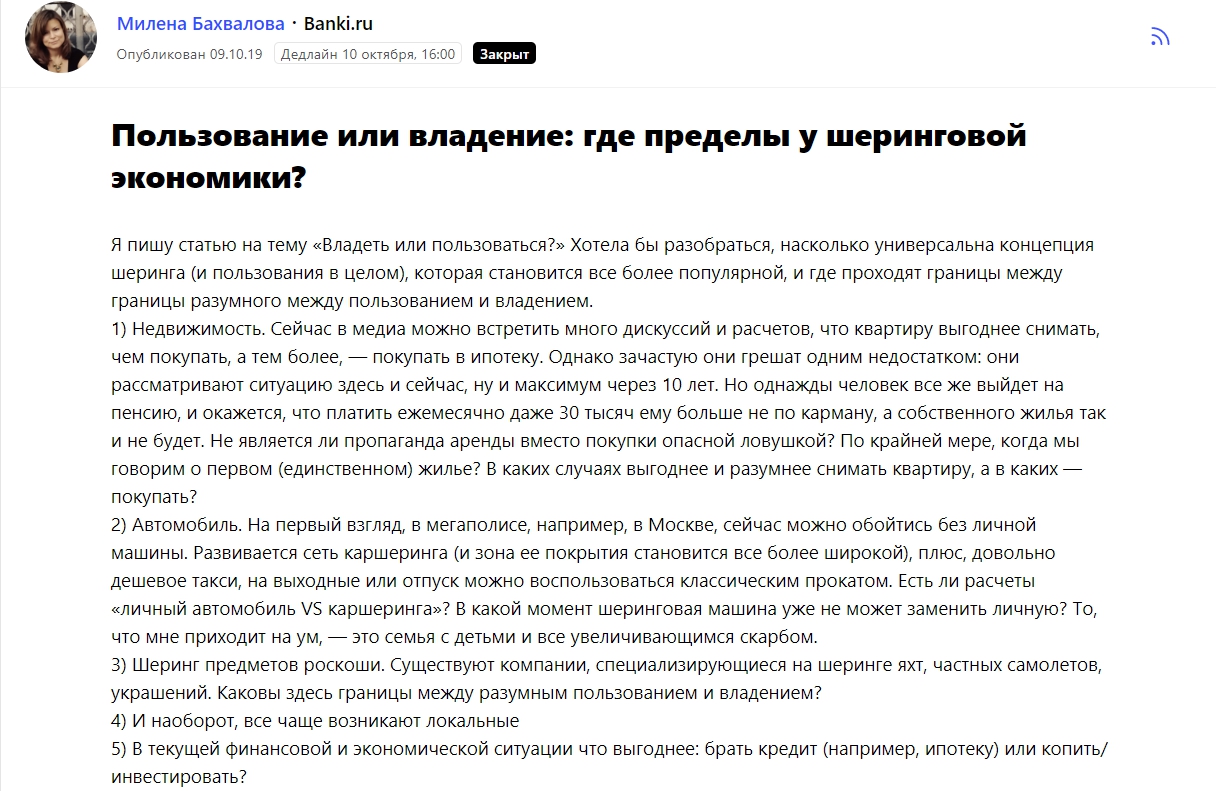 Милена Бахвалова · Banki.ru
Опубликован 09.10.19 Дедлайн 10 октября, 16:00 Закрыт
Пользование или владение: где пределы у шеринговой
экономики?
Я пишу статью на тему «Владеть или пользоваться?» Хотела бы разобраться, насколько универсальна концепция
шеринга (и пользования в целом), которая становится все более популярной, и где проходят границы между
границы разумного между пользованием и владением.
1) Недвижимость. Сейчас в медиа можно встретить много дискуссий и расчетов, что квартиру выгоднее снимать,
чем покупать, а тем более, — покупать в ипотеку. Однако зачастую они грешат одним недостатком: они
рассматривают ситуацию здесь и сейчас, ну и максимум через 10 лет. Но однажды человек все же выйдет на
пенсию, и окажется, что платить ежемесячно даже 30 тысяч ему больше не по карману, а собственного жилья так
и не будет. Не является ли пропаганда аренды вместо покупки опасной ловушкой? По крайней мере, когда мы
говорим о первом (единственном) жилье? В каких случаях выгоднее и разумнее снимать квартиру, а в каких —
покупать?
2) Автомобиль. На первый взгляд, в мегаполисе, например, в Москве, сейчас можно обойтись без личной
машины. Развивается сеть каршеринга (и зона ее покрытия становится все более широкой), плюс, довольно
дешевое такси, на выходные или отпуск можно воспользоваться классическим прокатом. Есть ли расчеты
«личный автомобиль VS каршеринга»? В какой момент шеринговая машина уже не может заменить личную? То,
что мне приходит на ум, — это семья с детьми и все увеличивающимся скарбом.
3) Шеринг предметов роскоши. Существуют компании, специализирующиеся на шеринге яхт, частных самолетов,
украшений. Каковы здесь границы между разумным пользованием и владением?
4) И наоборот, все чаще возникают локальные
5) В текущей финансовой и экономической ситуации что выгоднее: брать кредит (например, ипотеку) или копить/
инвестировать?